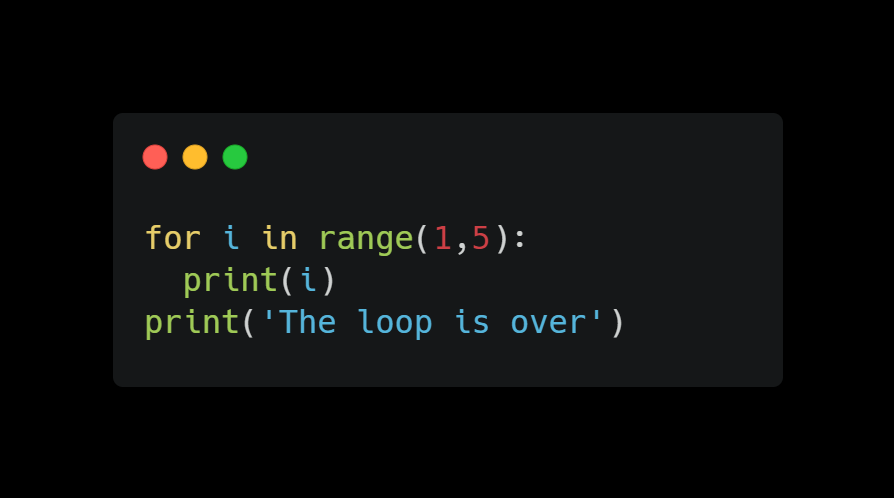 for i in range(1,5):
  print(i)
print('The loop is over')